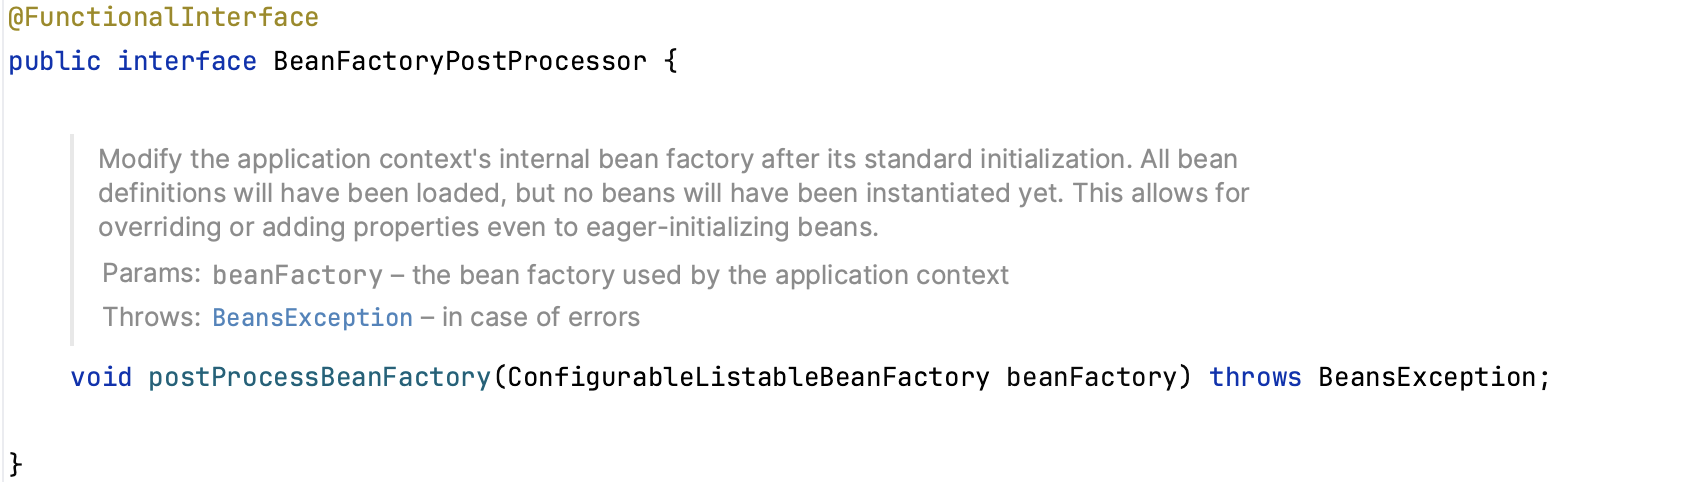 @FunctionalInterface
public interface BeanFactoryPostProcessor {
Modify the application context's internal bean factory after its standard initialization. All bean
definitions will have been loaded, but no beans will have been instantiated yet. This allows for
overriding or adding properties even to eager-initializing beans.
Params: beanFactory – the bean factory used by the application context
Throws: BeansException – in case of errors
void postProcessBeanFactory(ConfigurableListableBeanFactory beanFactory) throws BeansException;
}